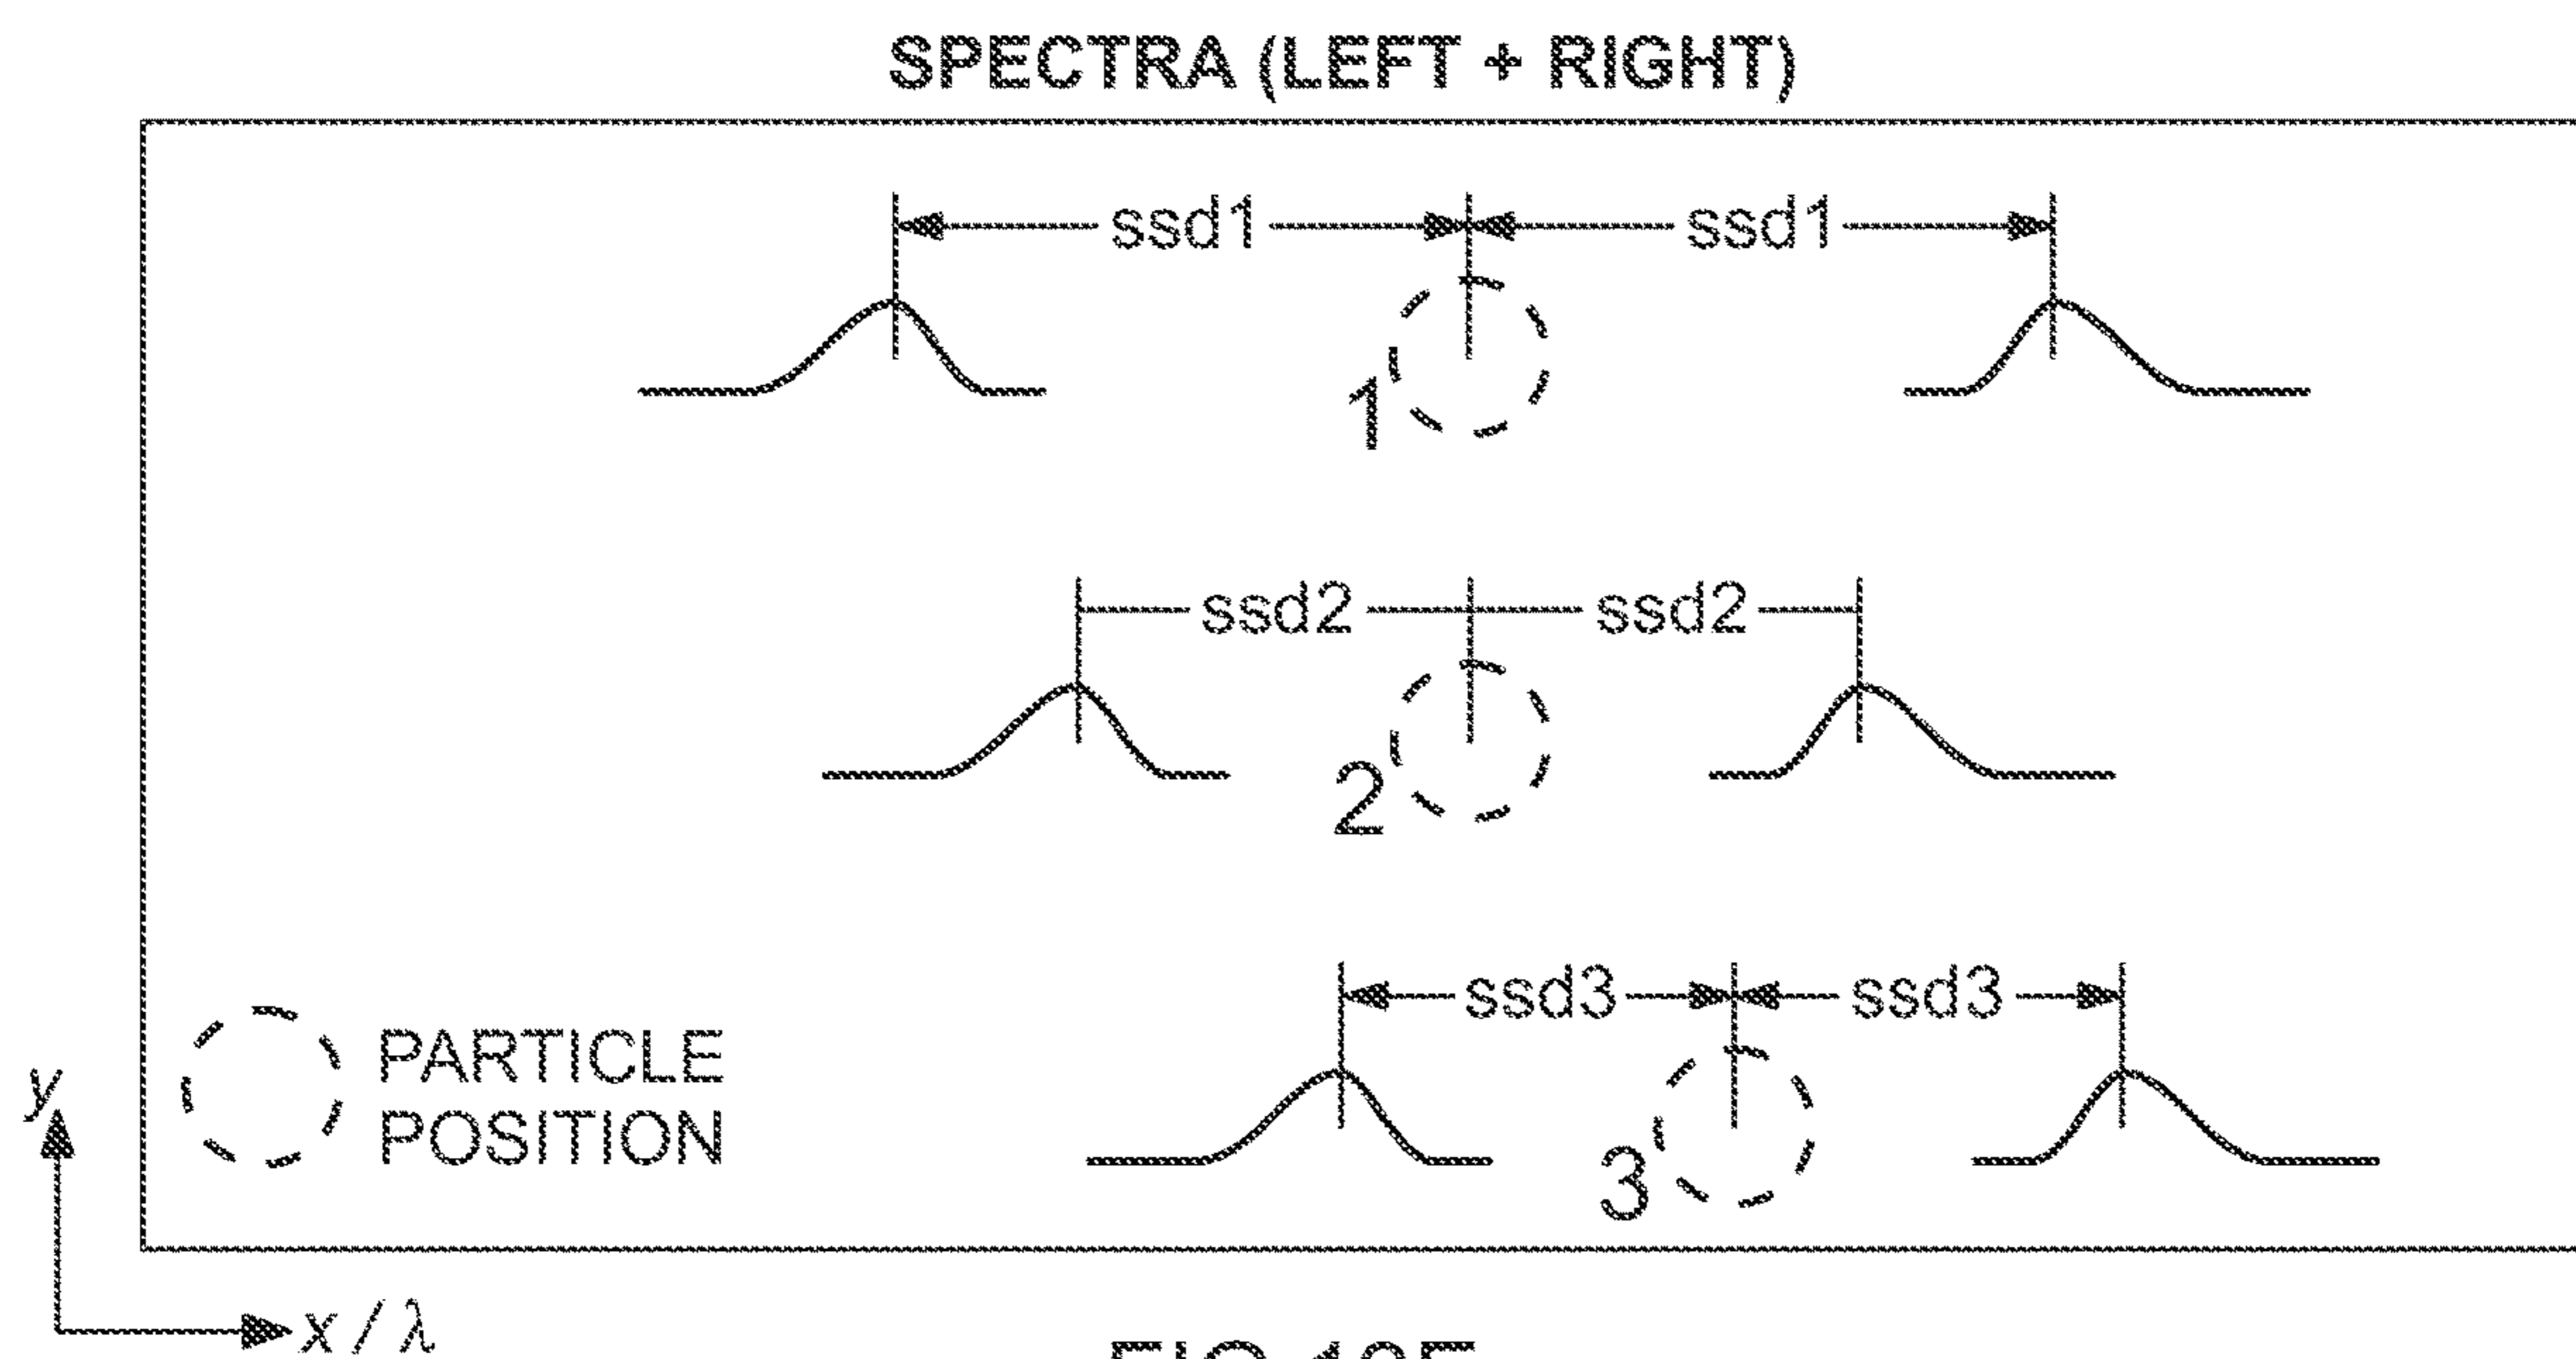 SPECTRA (LEFT + RIGHT)
ssd1 ssd1
1
ssd2 ssd2
2
ssd3 ssd3
3
PARTICLE
POSITION
y
x / λ